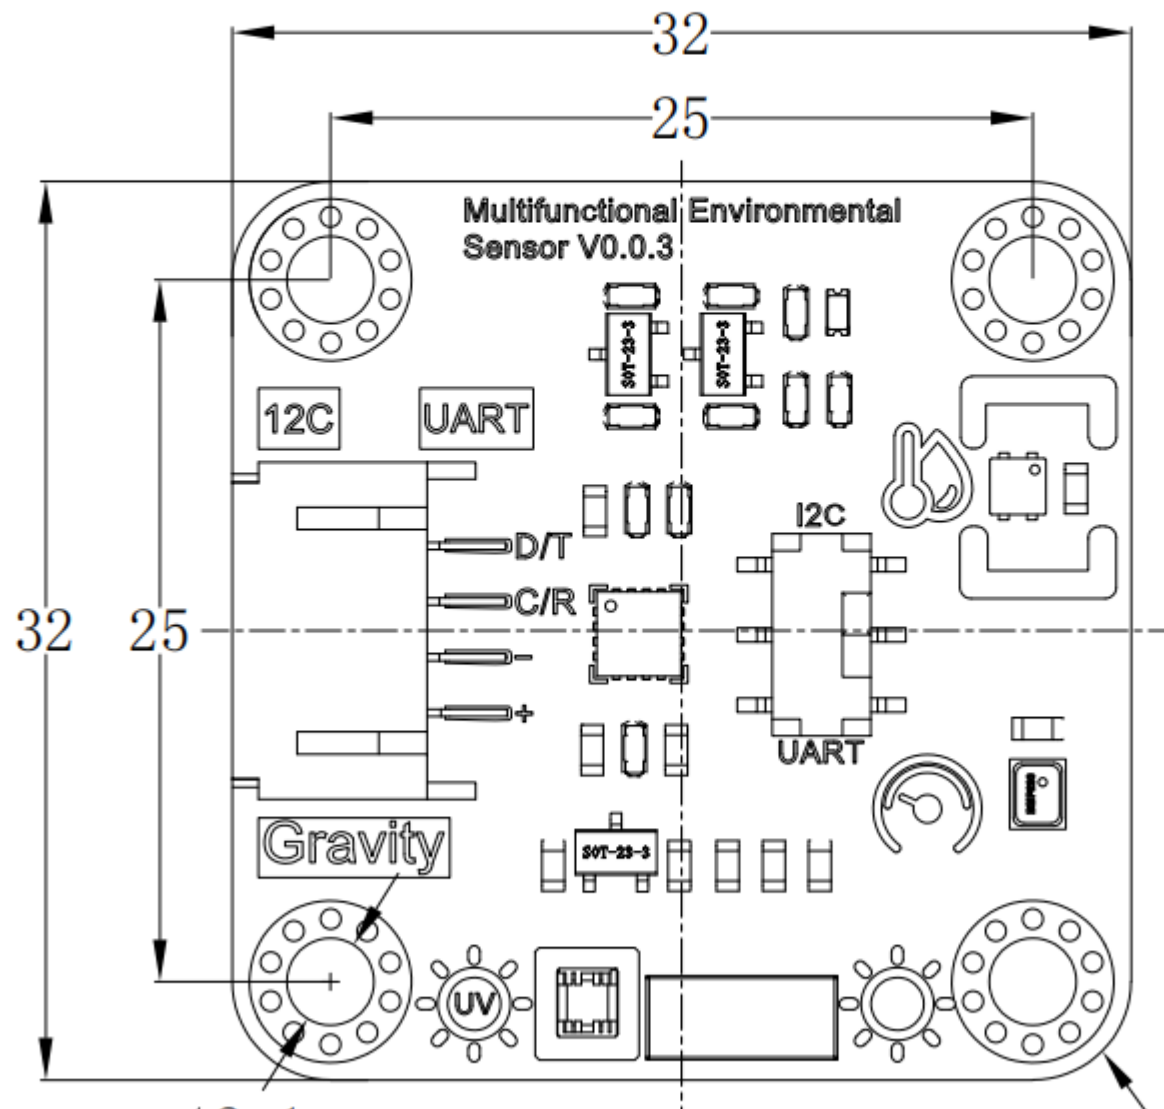 32
25
Multifunctional Environmental
Sensor V0.0.3
SOT-23-3
SOT-23-3
12C
UART
I2C
D/T
C/R
32
25
-
+
UART
Gravity
SOT-23-3
UV